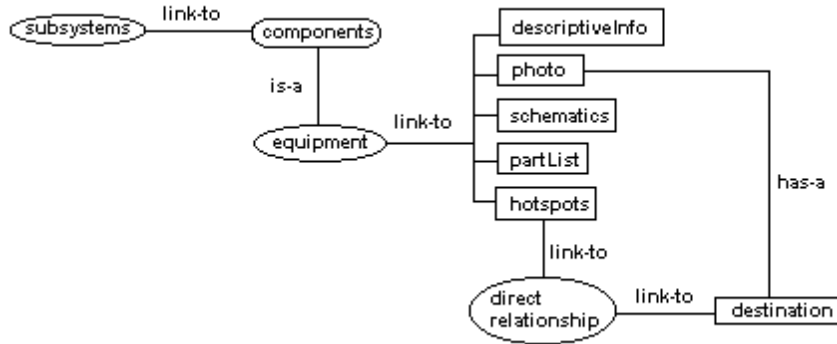 link-to
subsystems
components
descriptiveInfo
photo
is-a
link-to
schematics
equipment
partList
has-a
hotspots
link-to
direct
relationship
link-to
destination